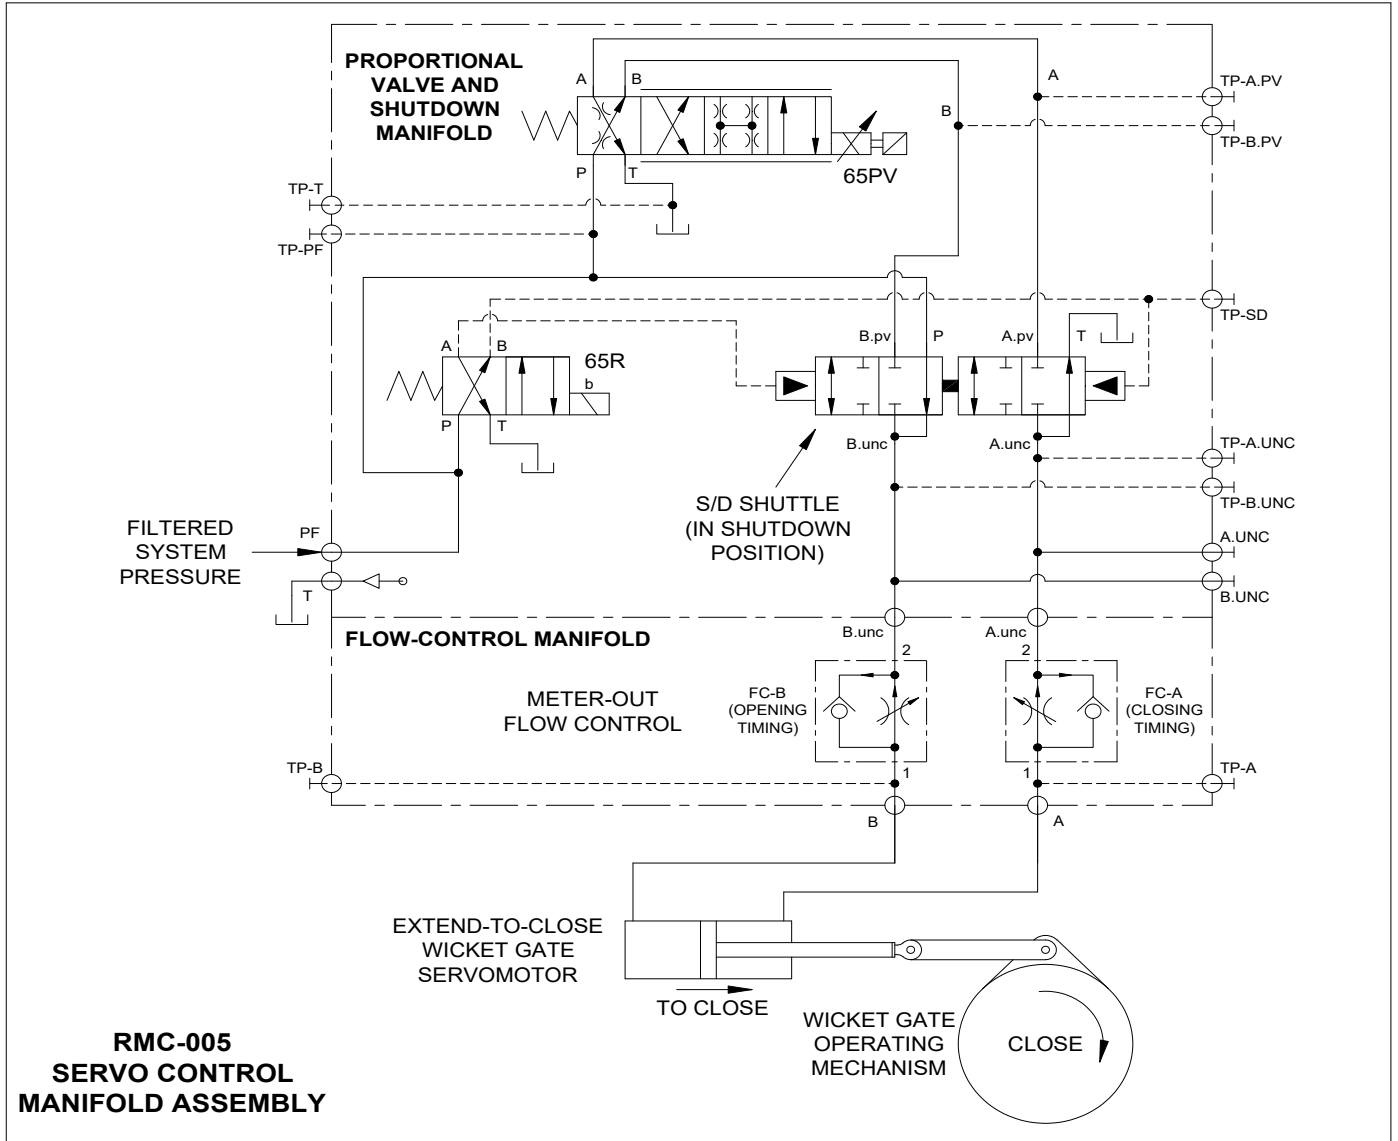 PROPORTIONAL
VALVE AND
SHUTDOWN
MANIFOLD
A
B
P
T
65PV
A
B
TP-A.PV
TP-B.PV
TP-T
TP-PF
TP-SD
A
B
65R
b
P
T
B.pv
P
A.pv
T
B.unc
A.unc
S/D SHUTTLE
(IN SHUTDOWN
POSITION)
TP-A.UNC
TP-B.UNC
A.UNC
B.UNC
FILTERED
SYSTEM
PRESSURE
PF
T
FLOW-CONTROL MANIFOLD
B.unc
A.unc
2
2
METER-OUT
FLOW CONTROL
FC-B
(OPENING
TIMING)
FC-A
(CLOSING
TIMING)
1
1
TP-B
TP-A
B
A
EXTEND-TO-CLOSE
WICKET GATE
SERVOMOTOR
TO CLOSE
WICKET GATE
OPERATING
MECHANISM
CLOSE
RMC-005
SERVO CONTROL
MANIFOLD ASSEMBLY